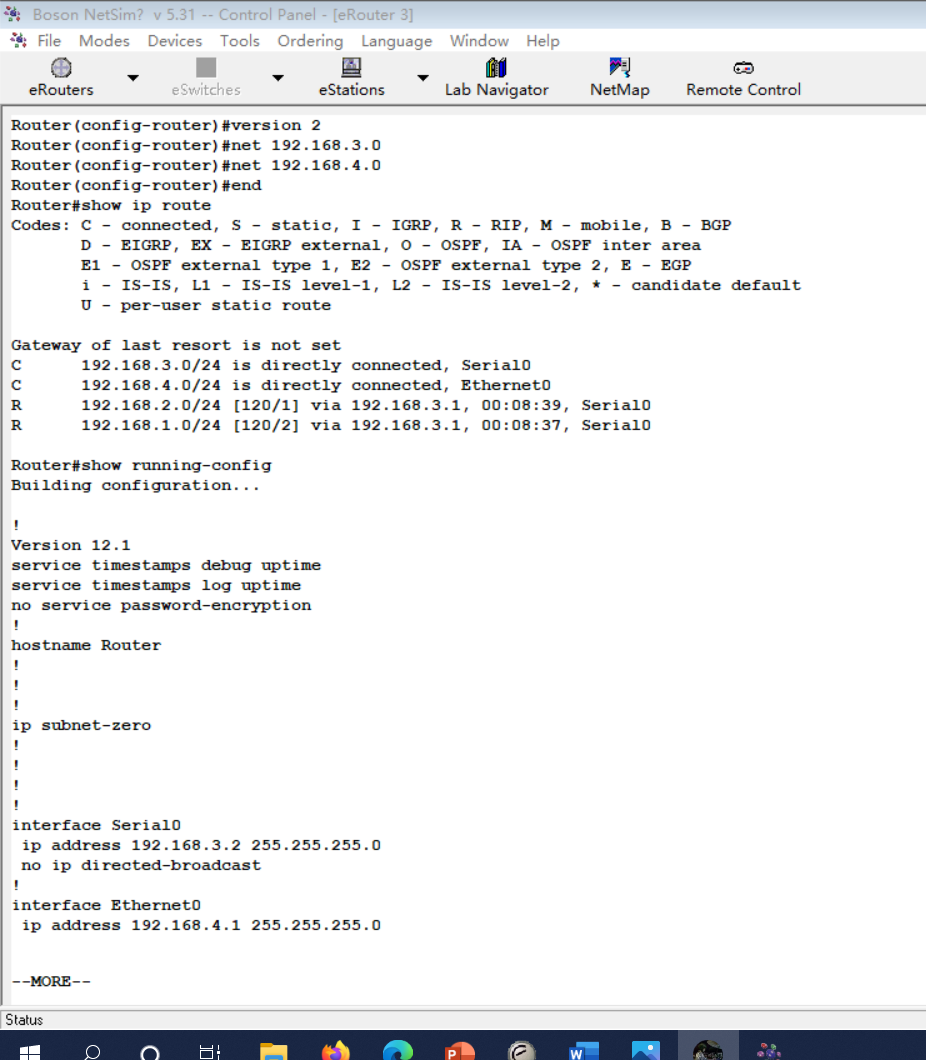 Boson NetSim? v 5.31 -- Control Panel - [eRouter 3]
File Modes Devices Tools Ordering Language Window Help
eRouters eSwitches eStations Lab Navigator NetMap Remote Control
Router(config-router)#version 2
Router(config-router)#net 192.168.3.0
Router(config-router)#net 192.168.4.0
Router(config-router)#end
Router#show ip route
Codes: C - connected, S - static, I - IGRP, R - RIP, M - mobile, B - BGP
       D - EIGRP, EX - EIGRP external, O - OSPF, IA - OSPF inter area
       E1 - OSPF external type 1, E2 - OSPF external type 2, E - EGP
       i - IS-IS, L1 - IS-IS level-1, L2 - IS-IS level-2, * - candidate default
       U - per-user static route
Gateway of last resort is not set
C      192.168.3.0/24 is directly connected, Serial0
C      192.168.4.0/24 is directly connected, Ethernet0
R      192.168.2.0/24 [120/1] via 192.168.3.1, 00:08:39, Serial0
R      192.168.1.0/24 [120/2] via 192.168.3.1, 00:08:37, Serial0
Router#show running-config
Building configuration...
!
Version 12.1
service timestamps debug uptime
service timestamps log uptime
no service password-encryption
!
hostname Router
!
!
!
ip subnet-zero
!
!
!
!
interface Serial0
 ip address 192.168.3.2 255.255.255.0
 no ip directed-broadcast
!
interface Ethernet0
 ip address 192.168.4.1 255.255.255.0
--MORE--
Status